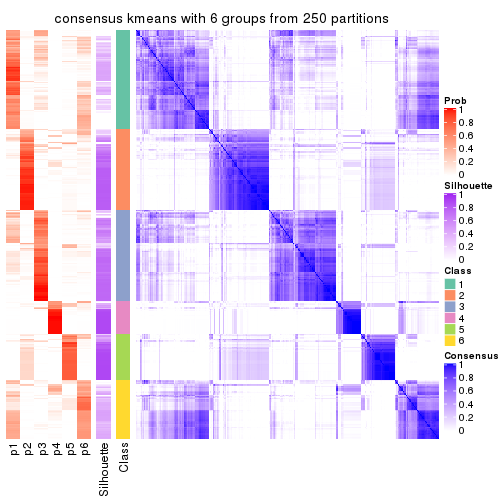 consensus kmeans with 6 groups from 250 partitions
Prob
1
0.8
0.6
0.4
0.2
0
Silhouette
1
0.8
0.6
0.4
0.2
0
Class
1
2
3
4
5
6
Consensus
1
0.8
0.6
0.4
0.2
0
p1
p2
p3
p4
p5
p6
Silhouette
Class